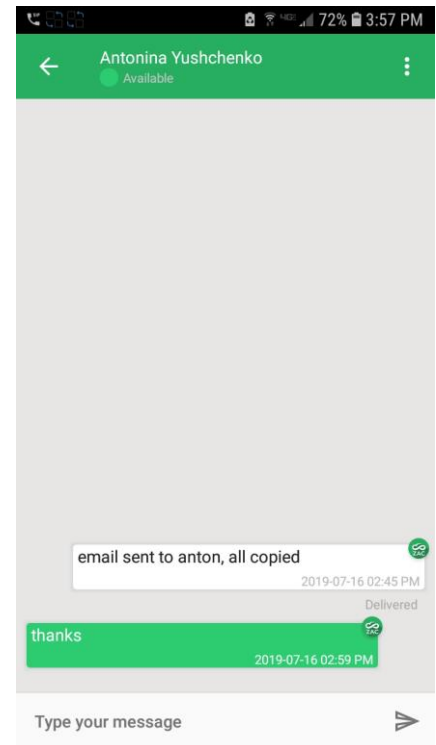 72% 3:57 PM
Antonina Yushchenko
Available
email sent to anton, all copied
2019-07-16 02:45 PM
Delivered
thanks
2019-07-16 02:59 PM
Type your message